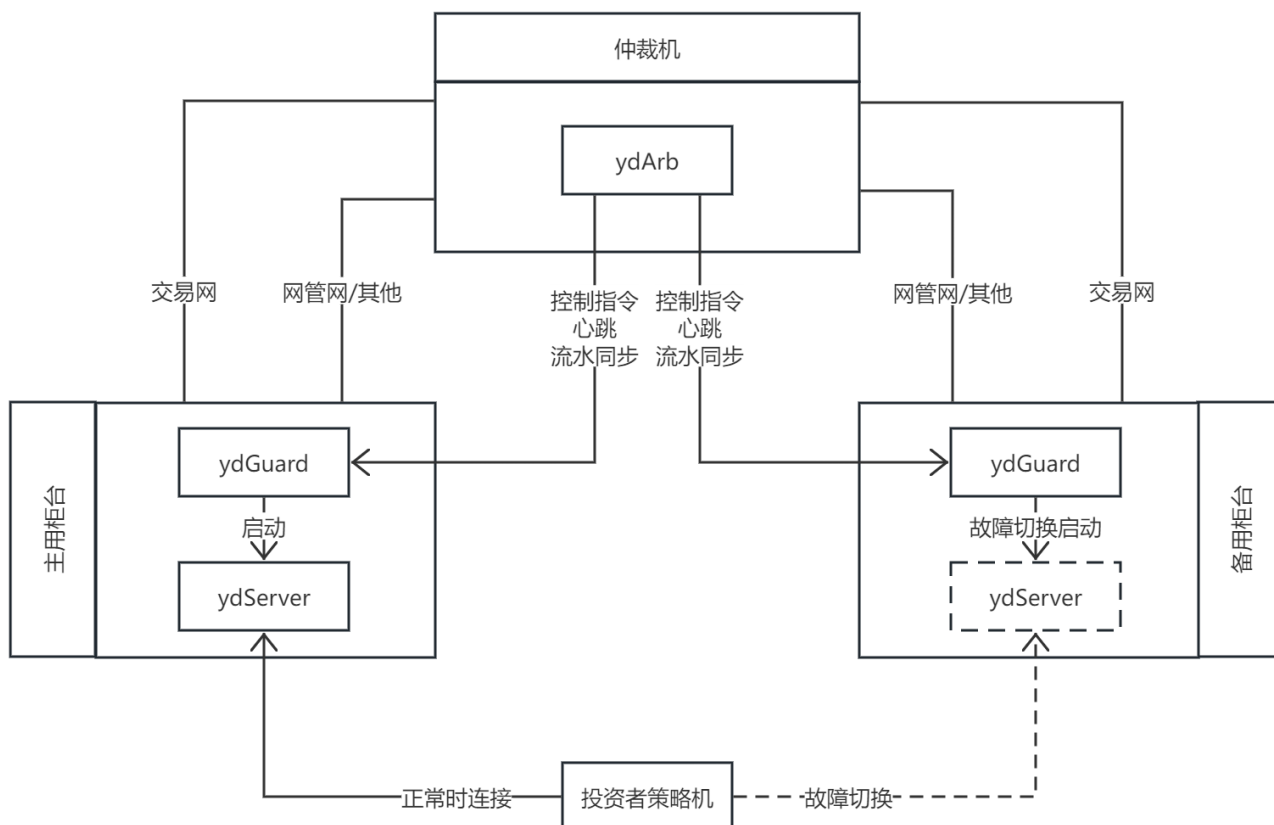 仲裁机
ydArb
交易网
网管网/其他
控制指令
心跳
流水同步
控制指令
心跳
流水同步
网管网/其他
交易网
主用柜台
ydGuard
启动
ydServer
ydGuard
故障切换启动
ydServer
备用柜台
正常时连接
投资者策略机
故障切换